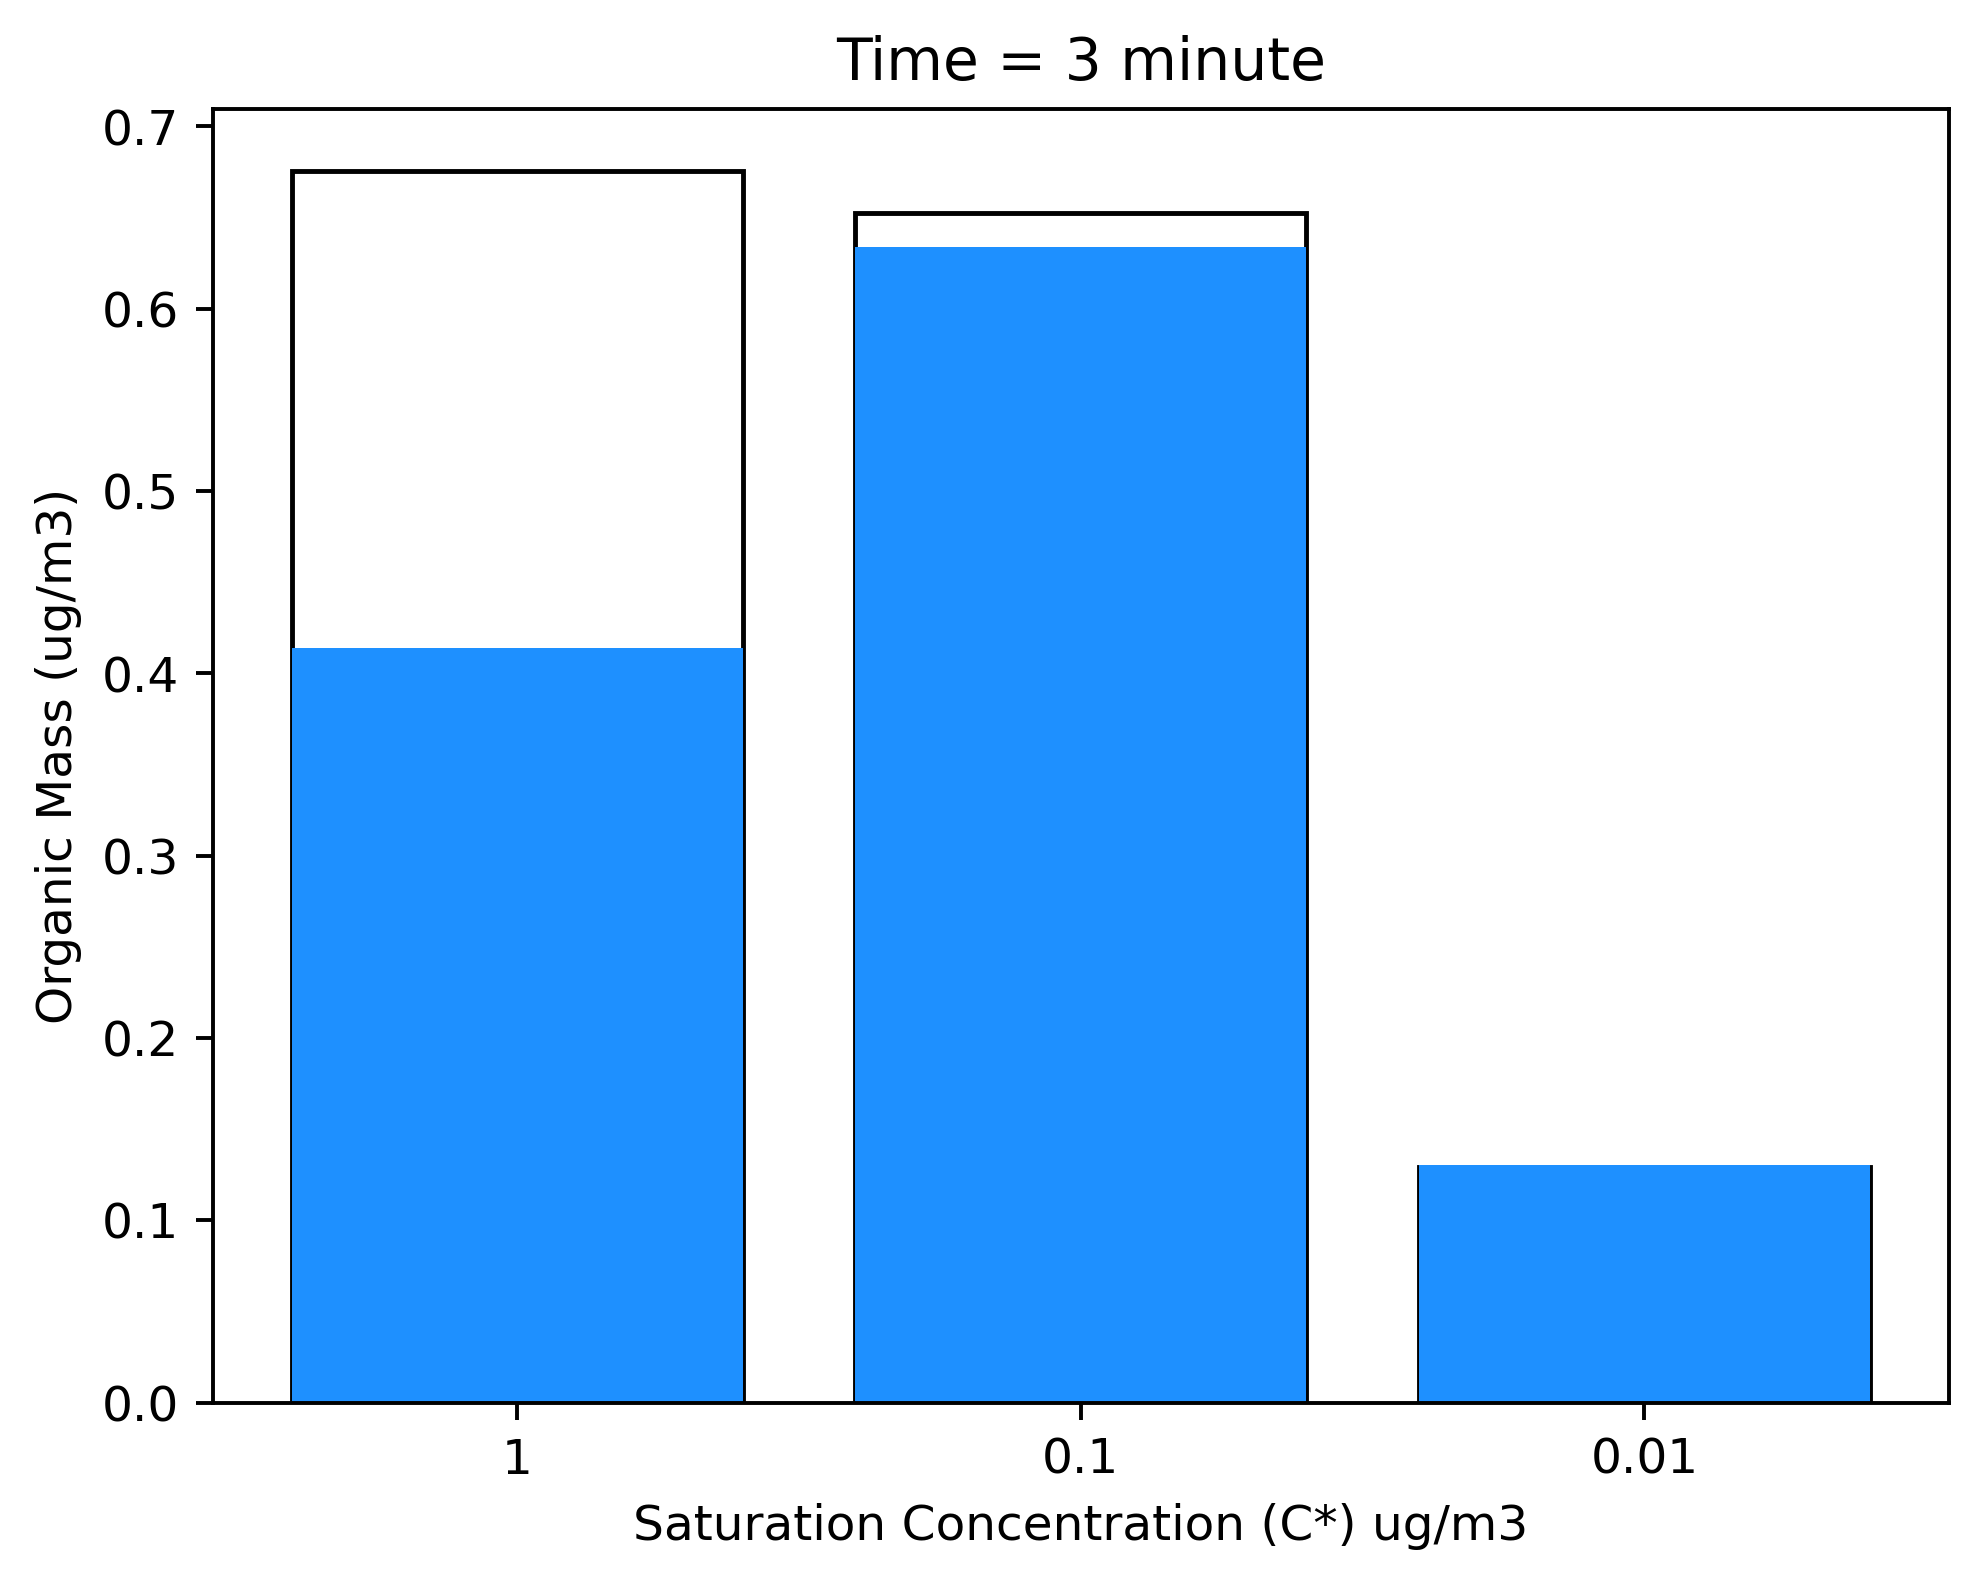 Time = 3 minute
0.7
0.6
0.5
0.4
0.3
0.2
0.1
0.0
Organic Mass (ug/m3)
1 0.1 0.01
Saturation Concentration (C*) ug/m3